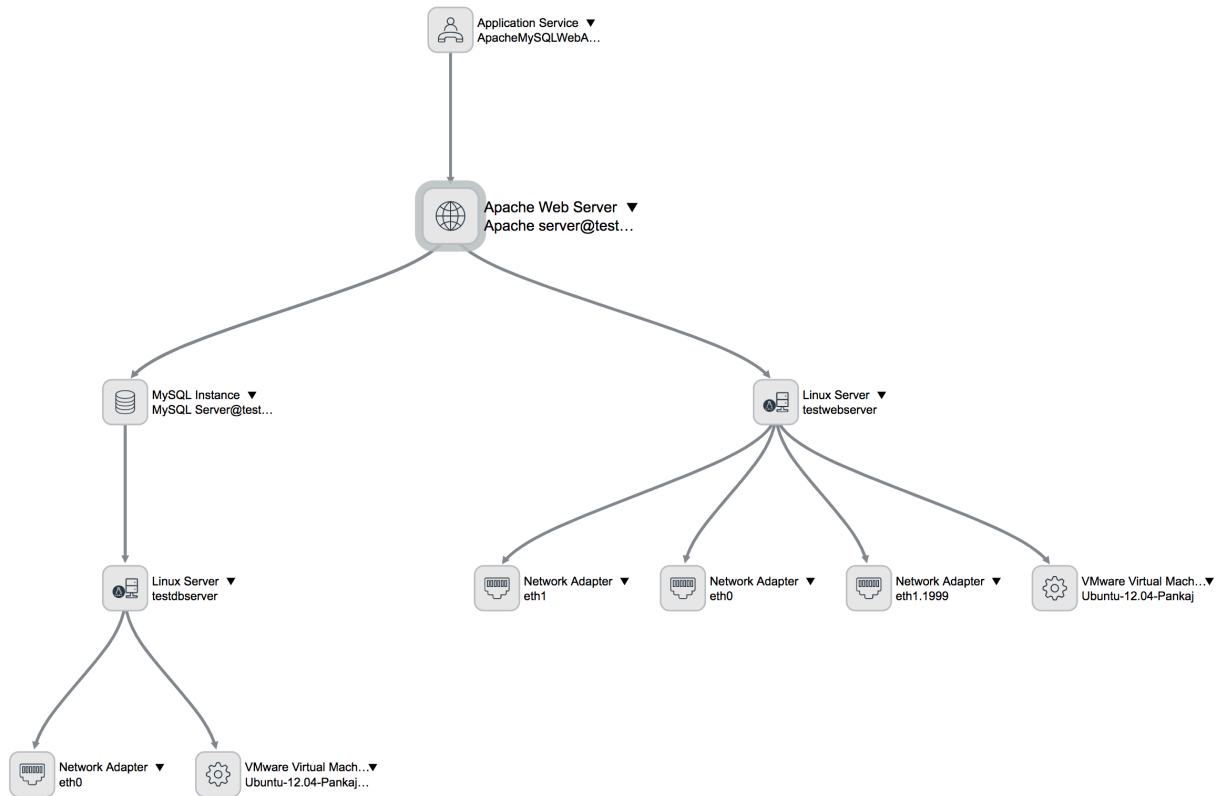 Application Service
ApacheMySQLWebA...
Apache Web Server
Apache server@test...
MySQL Instance
MySQL Server@test...
Linux Server
testwebserver
Linux Server
testdbserver
Network Adapter
eth1
Network Adapter
eth0
Network Adapter
eth1.1999
VMware Virtual Mach...
Ubuntu-12.04-Pankaj
Network Adapter
eth0
VMware Virtual Mach...
Ubuntu-12.04-Pankaj...